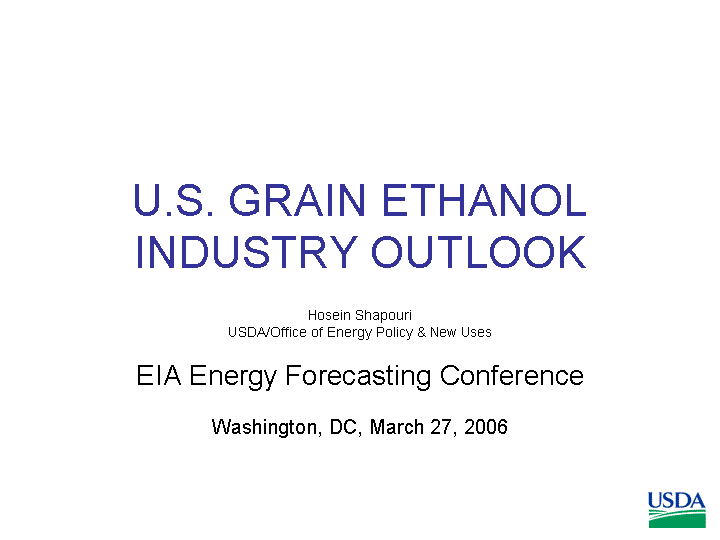 U.S. GRAIN ETHANOL
INDUSTRY OUTLOOK
Hosein Shapouri
USDA/Office of Energy Policy & New Uses
EIA Energy Forecasting Conference
Washington, DC, March 27, 2006
USDA